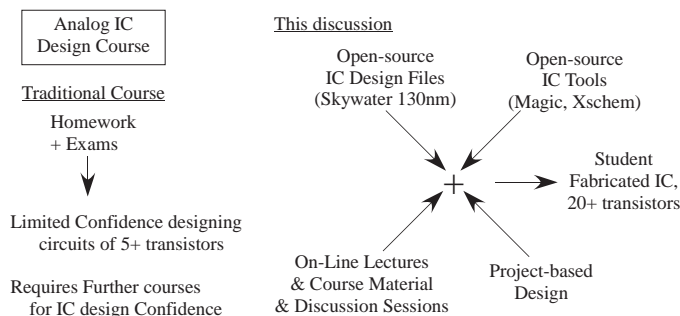 Analog IC
Design Course
Traditional Course
Homework
+ Exams
Limited Confidence designing
circuits of 5+ transistors
Requires Further courses
for IC design Confidence
This discussion
Open-source
IC Design Files
(Skywater 130nm)
Open-source
IC Tools
(Magic, Xschem)
+
Student
Fabricated IC,
20+ transistors
On-Line Lectures
& Course Material
& Discussion Sessions
Project-based
Design